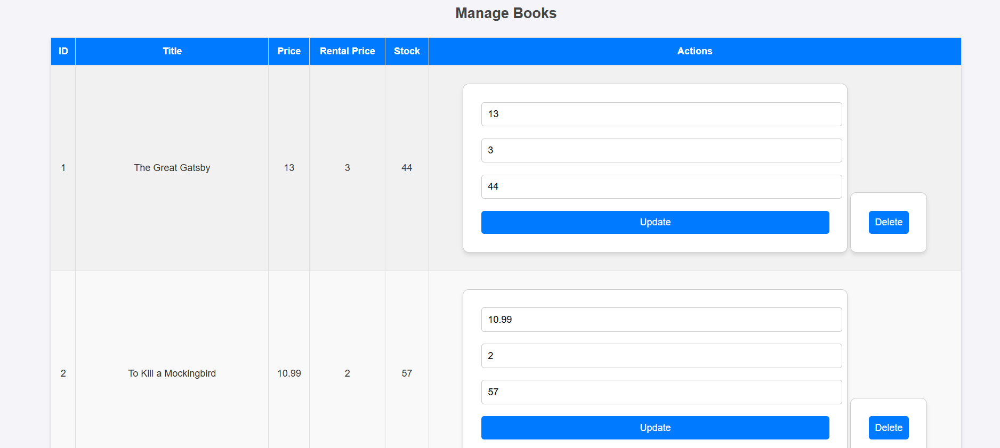 Manage Books
ID Title Price Rental Price Stock Actions
13
3
1 The Great Gatsby 13 3 44
44
Update Delete
10.99
2
2 To Kill a Mockingbird 10.99 2 57
57
Update Delete